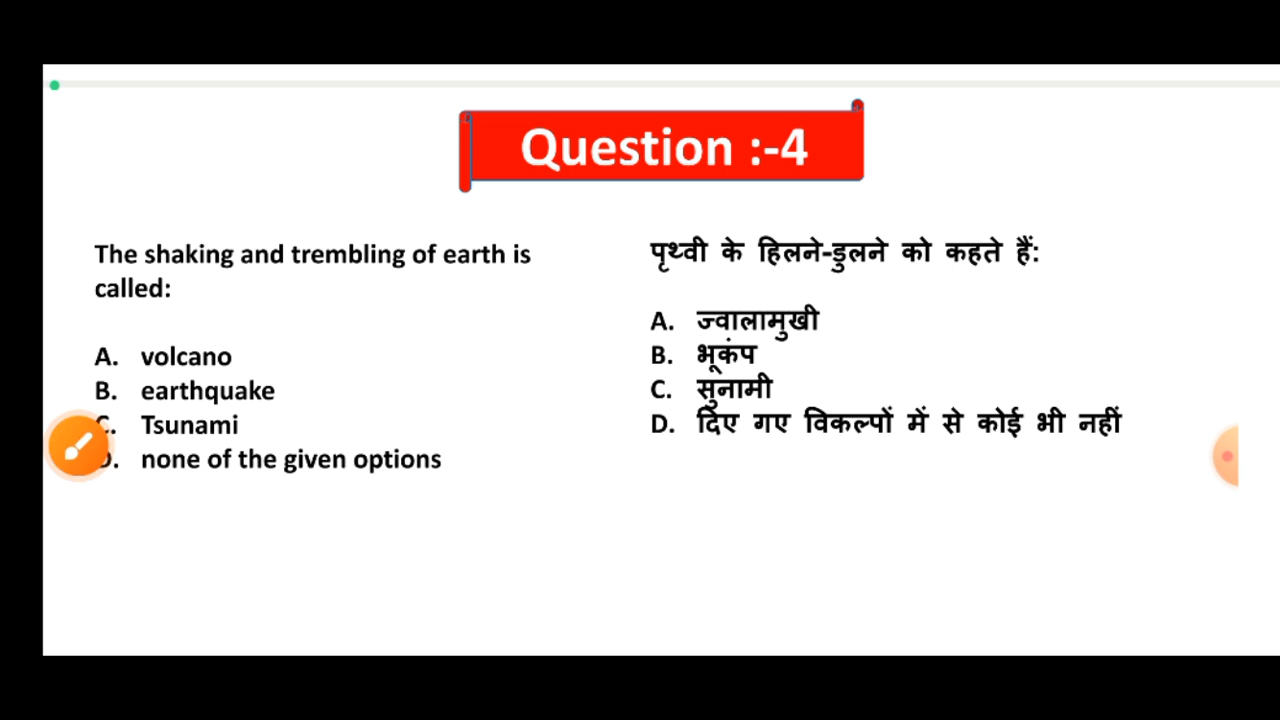 Question :-4
The shaking and trembling of earth is
called:
A. volcano
B. earthquake
C. Tsunami
D. none of the given options
पृथ्वी के हिलने-डुलने को कहते हैं:
A. ज्वालामुखी
B. भूकंप
C. सुनामी
D. दिए गए विकल्पों में से कोई भी नहीं